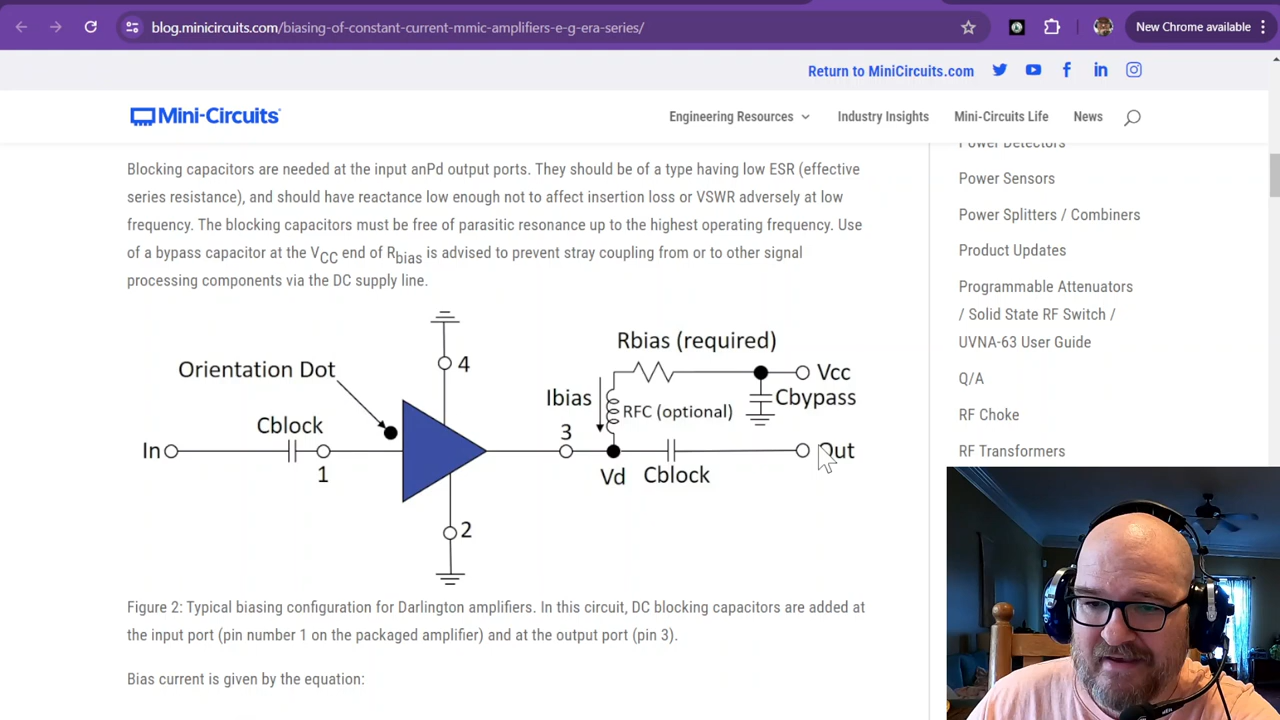 blog.minicircuits.com/biasing-of-constant-current-mmic-amplifiers-e-g-era-series/
New Chrome available
Return to MiniCircuits.com
Mini-Circuits
Engineering Resources
Industry Insights
Mini-Circuits Life
News
Blocking capacitors are needed at the input anPd output ports. They should be of a type having low ESR (effective
series resistance), and should have reactance low enough not to affect insertion loss or VSWR adversely at low
frequency. The blocking capacitors must be free of parasitic resonance up to the highest operating frequency. Use
of a bypass capacitor at the VCC end of Rbias is advised to prevent stray coupling from or to other signal
processing components via the DC supply line.
Orientation Dot
4
Rbias (required)
Vcc
Ibias
RFC (optional)
Cbypass
Cblock
In
1
3
Out
Vd
Cblock
2
Figure 2: Typical biasing configuration for Darlington amplifiers. In this circuit, DC blocking capacitors are added at
the input port (pin number 1 on the packaged amplifier) and at the output port (pin 3).
Bias current is given by the equation:
Power Detectors
Power Sensors
Power Splitters / Combiners
Product Updates
Programmable Attenuators
/ Solid State RF Switch /
UVNA-63 User Guide
Q/A
RF Choke
RF Transformers